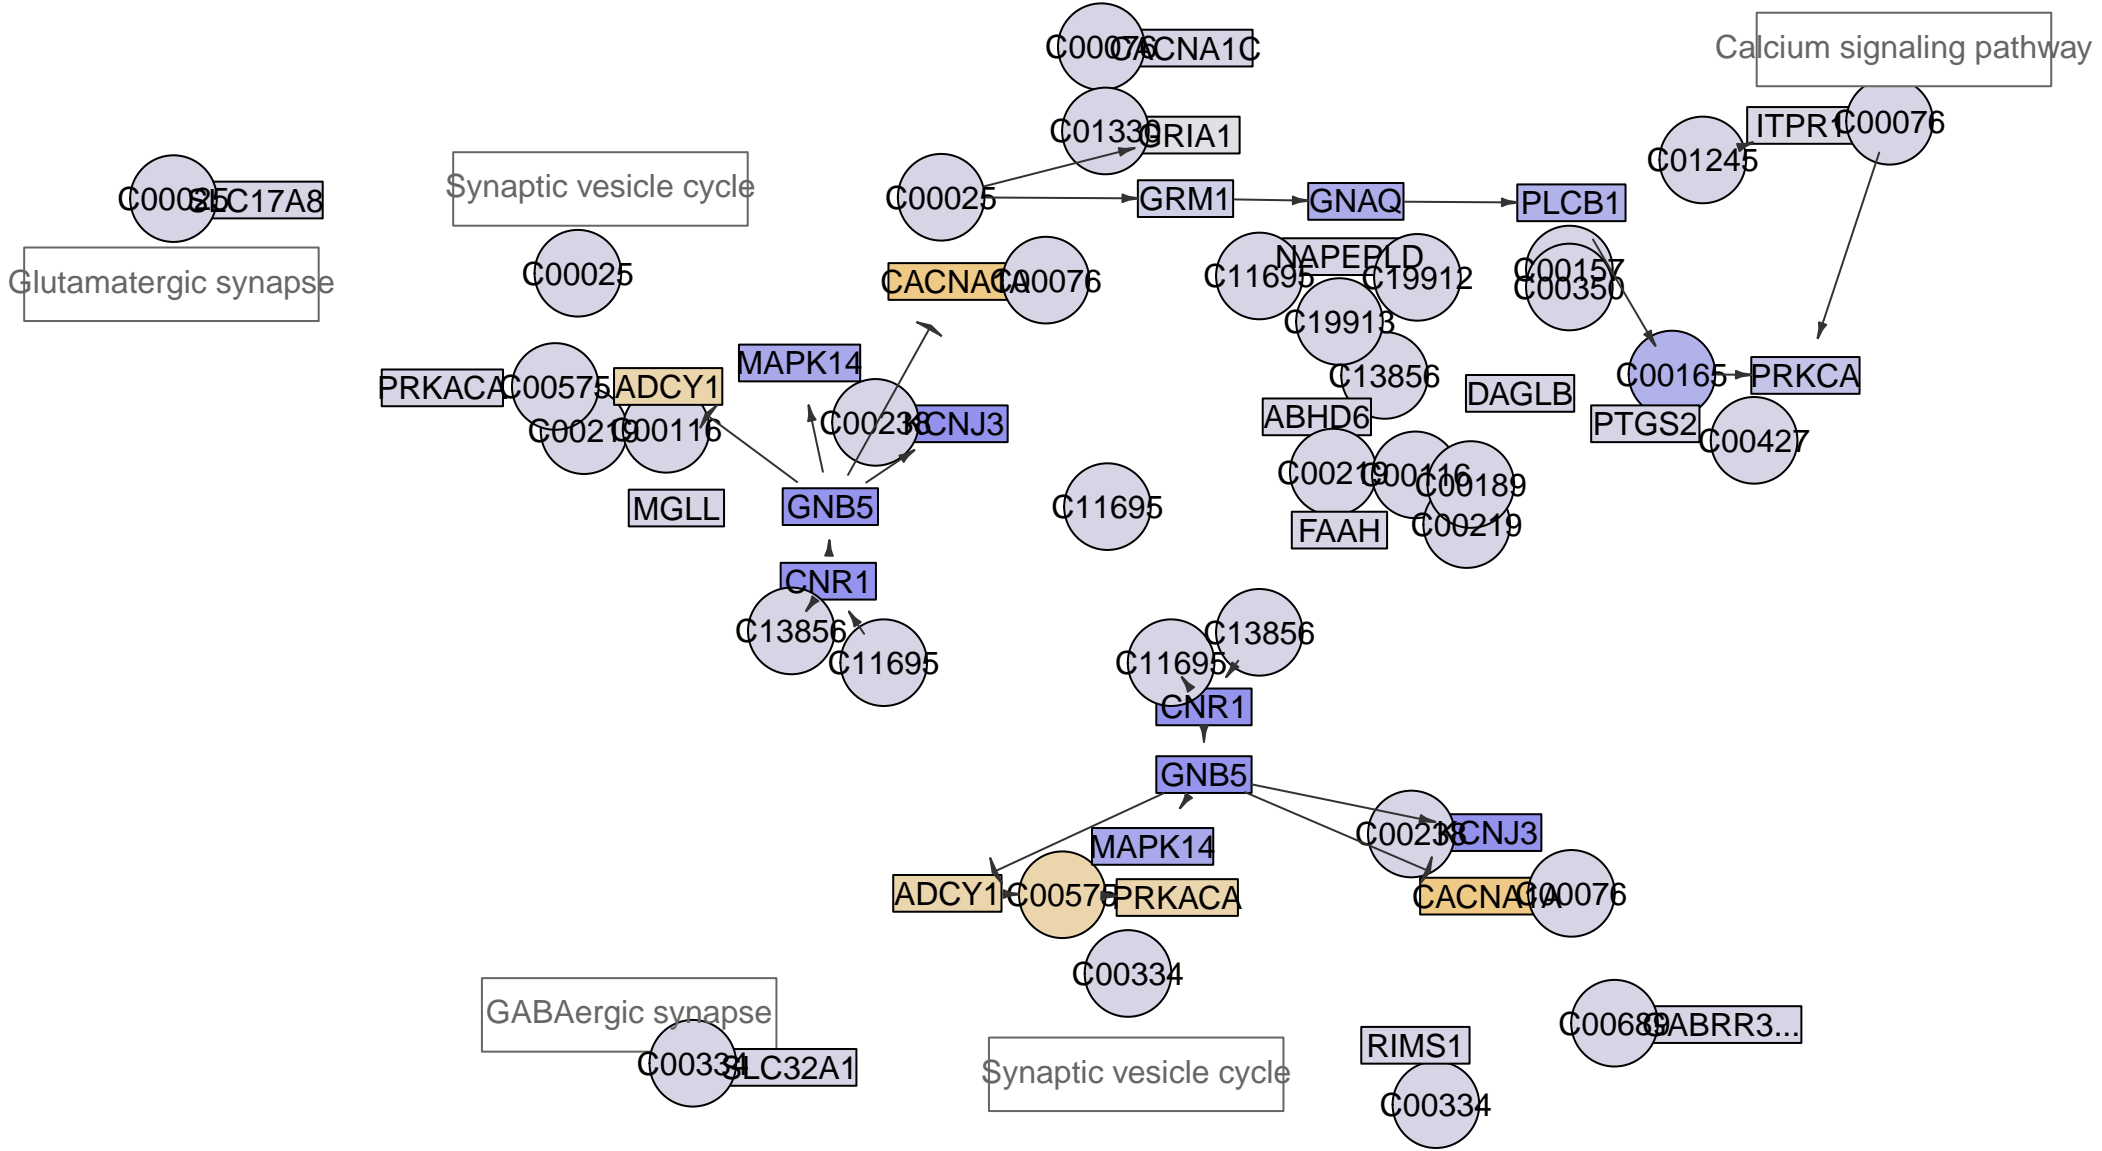 C00076
CACNA1C
Calcium signaling pathway
C01330
GRIA1
ITPR1
C00076
C01245
C00025
SLC17A8
Synaptic vesicle cycle
C00025
GRM1
GNAQ
PLCB1
Glutamatergic synapse
C00025
CACNA1A
C00076
C11695
NAPEPLD
C19912
C00157
C00350
C19913
PRKACA
C00575
ADCY1
MAPK14
C13856
DAGLB
C00165
PRKCA
C00219
C00116
C00238
KCNJ3
ABHD6
PTGS2
C00427
MGLL
GNB5
C11695
C00219
C00116
C00189
C00219
FAAH
CNR1
C13856
C11695
C11695
C13856
CNR1
GNB5
MAPK14
C00238
KCNJ3
ADCY1
C00575
PRKACA
CACNA1A
C00076
C00334
GABAergic synapse
C00334
SLC32A1
Synaptic vesicle cycle
RIMS1
C00334
C00689
GABRR3...